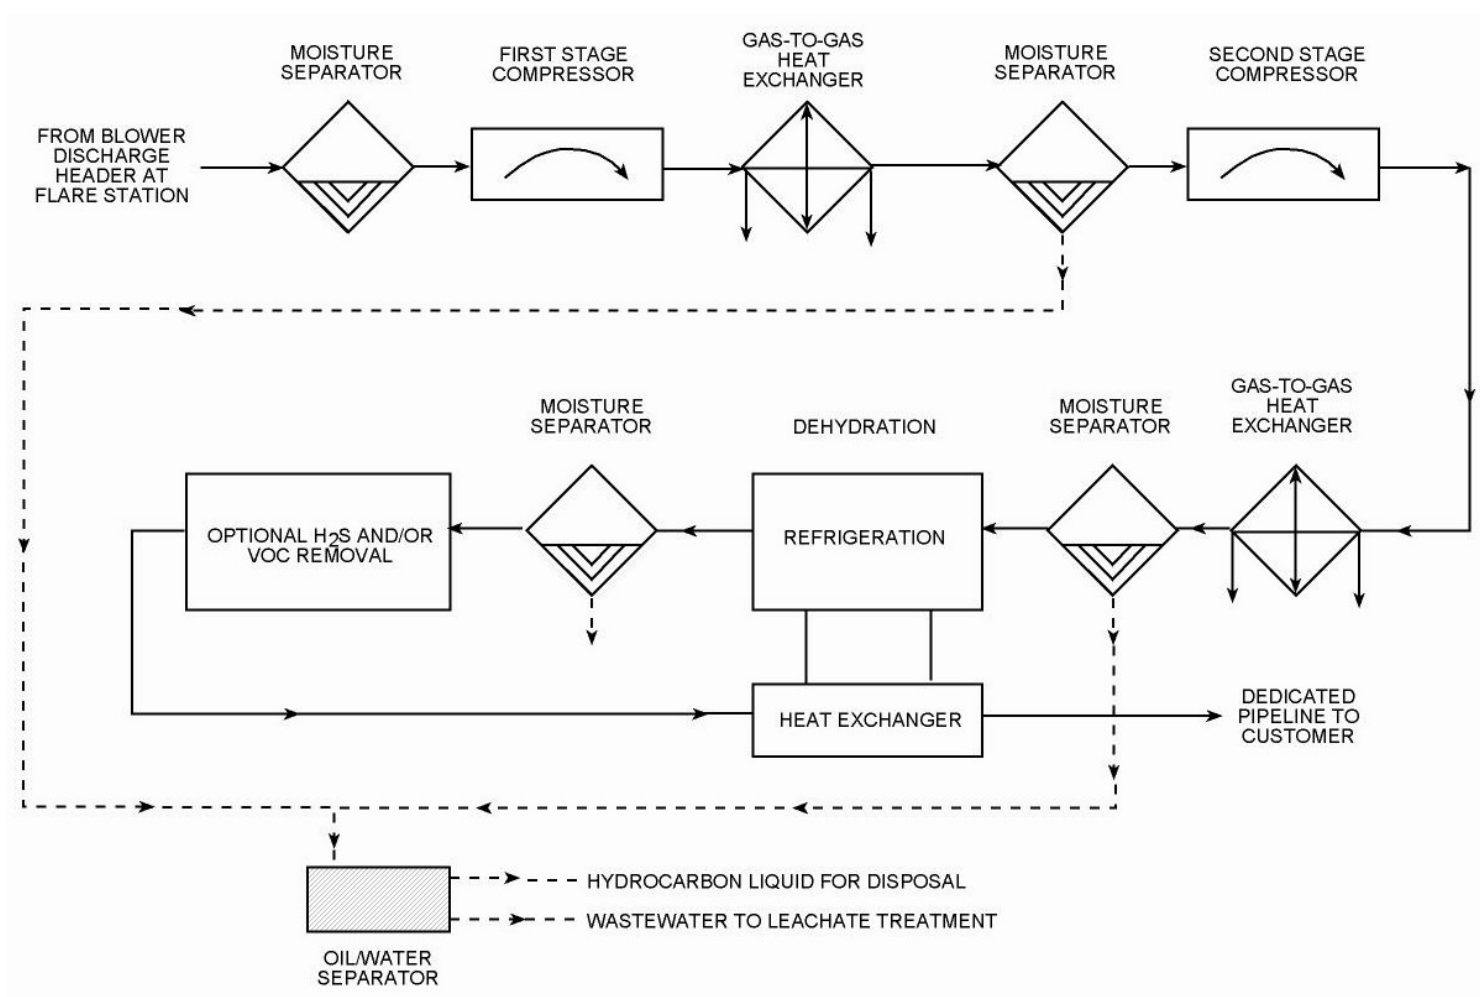 MOISTURE
SEPARATOR
FIRST STAGE
COMPRESSOR
GAS-TO-GAS
HEAT
EXCHANGER
MOISTURE
SEPARATOR
SECOND STAGE
COMPRESSOR
FROM BLOWER
DISCHARGE
HEADER AT
FLARE STATION
MOISTURE
SEPARATOR
DEHYDRATION
MOISTURE
SEPARATOR
GAS-TO-GAS
HEAT
EXCHANGER
OPTIONAL H2S AND/OR
VOC REMOVAL
REFRIGERATION
HEAT EXCHANGER
DEDICATED
PIPELINE TO
CUSTOMER
HYDROCARBON LIQUID FOR DISPOSAL
WASTEWATER TO LEACHATE TREATMENT
OIL/WATER
SEPARATOR